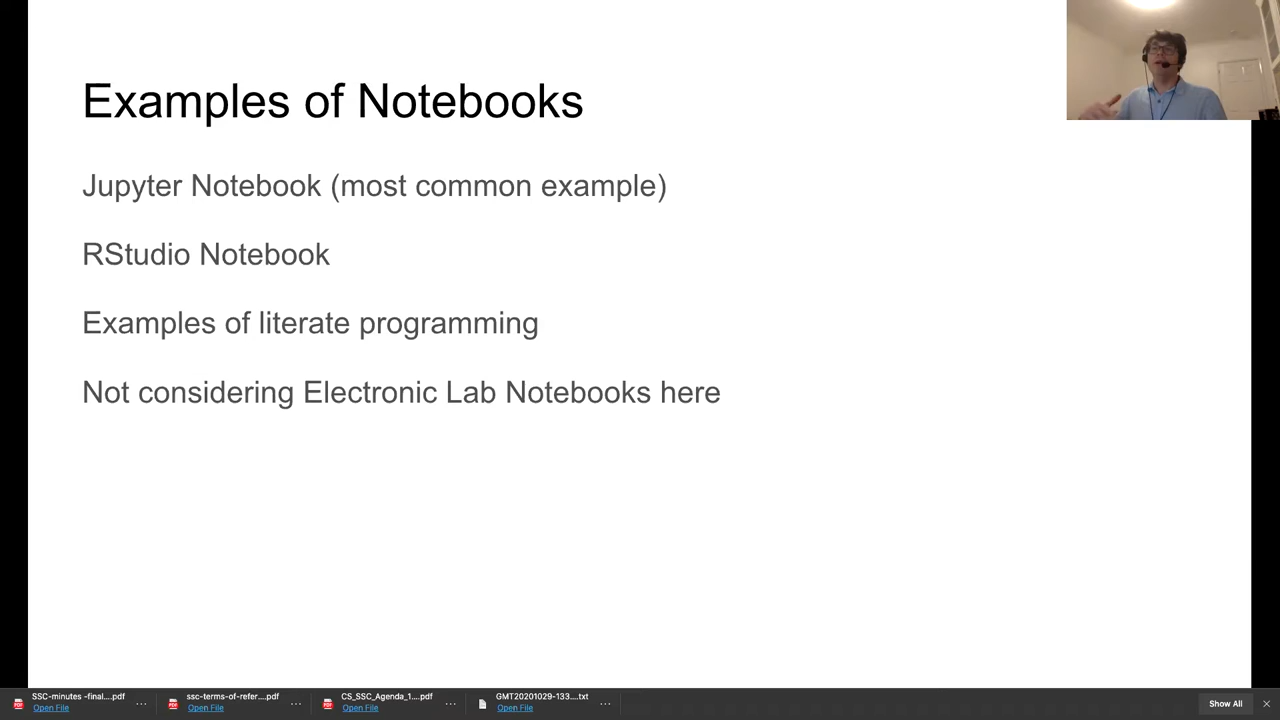 Examples of Notebooks
Jupyter Notebook (most common example)
RStudio Notebook
Examples of literate programming
Not considering Electronic Lab Notebooks here
SSC-minutes -final....pdf
Open File
ssc-terms-of-refer....pdf
Open File
CS_SSC_Agenda_1....pdf
Open File
GMT20201029-133....txt
Open File
Show All